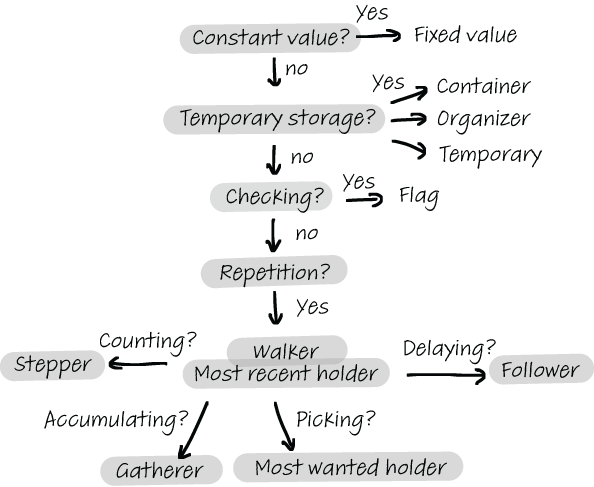 Yes
Constant value?
Fixed value
no
Yes
Container
Temporary storage?
Organizer
Temporary
no
Checking?
Yes
Flag
no
Repetition?
Yes
Counting?
Walker
Delaying?
Stepper
Most recent holder
Follower
Accumulating?
Picking?
Gatherer
Most wanted holder